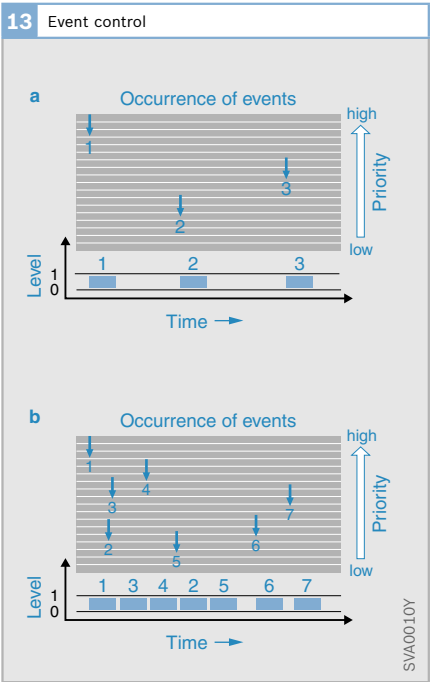 13 Event control
a
Occurrence of events
high
1
3
2
Priority
low
1 2 3
Level
1
0
Time
b
Occurrence of events
high
1
4
3
7
2
6
5
Priority
low
1 3 4 2 5 6 7
Level
1
0
Time
SVA0010Y